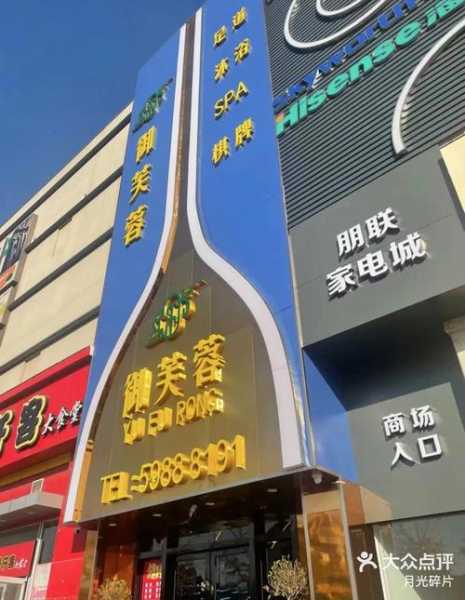 御芙蓉
足道
沐浴
SPA
棋牌
御芙蓉
YU FU RONG
TEL:5988-8191
Skyworth
Hisense
朋联
家电城
商场
入口
大食堂
大众点评
月光碎片